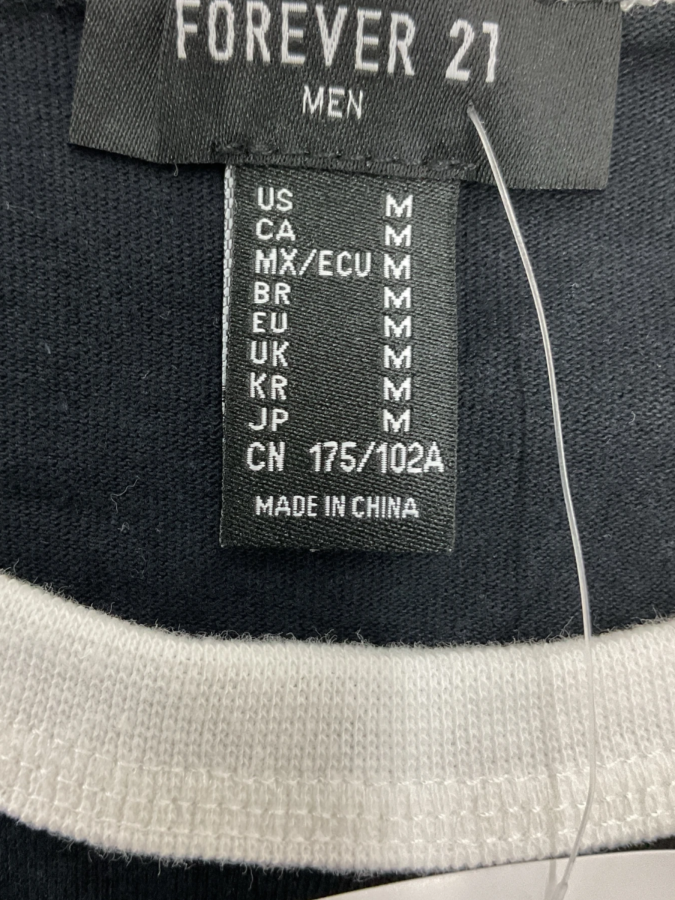 FOREVER 21
MEN
US M
CA M
MX/ECU M
BR M
EU M
UK M
KR M
JP M
CN 175/102A
MADE IN CHINA